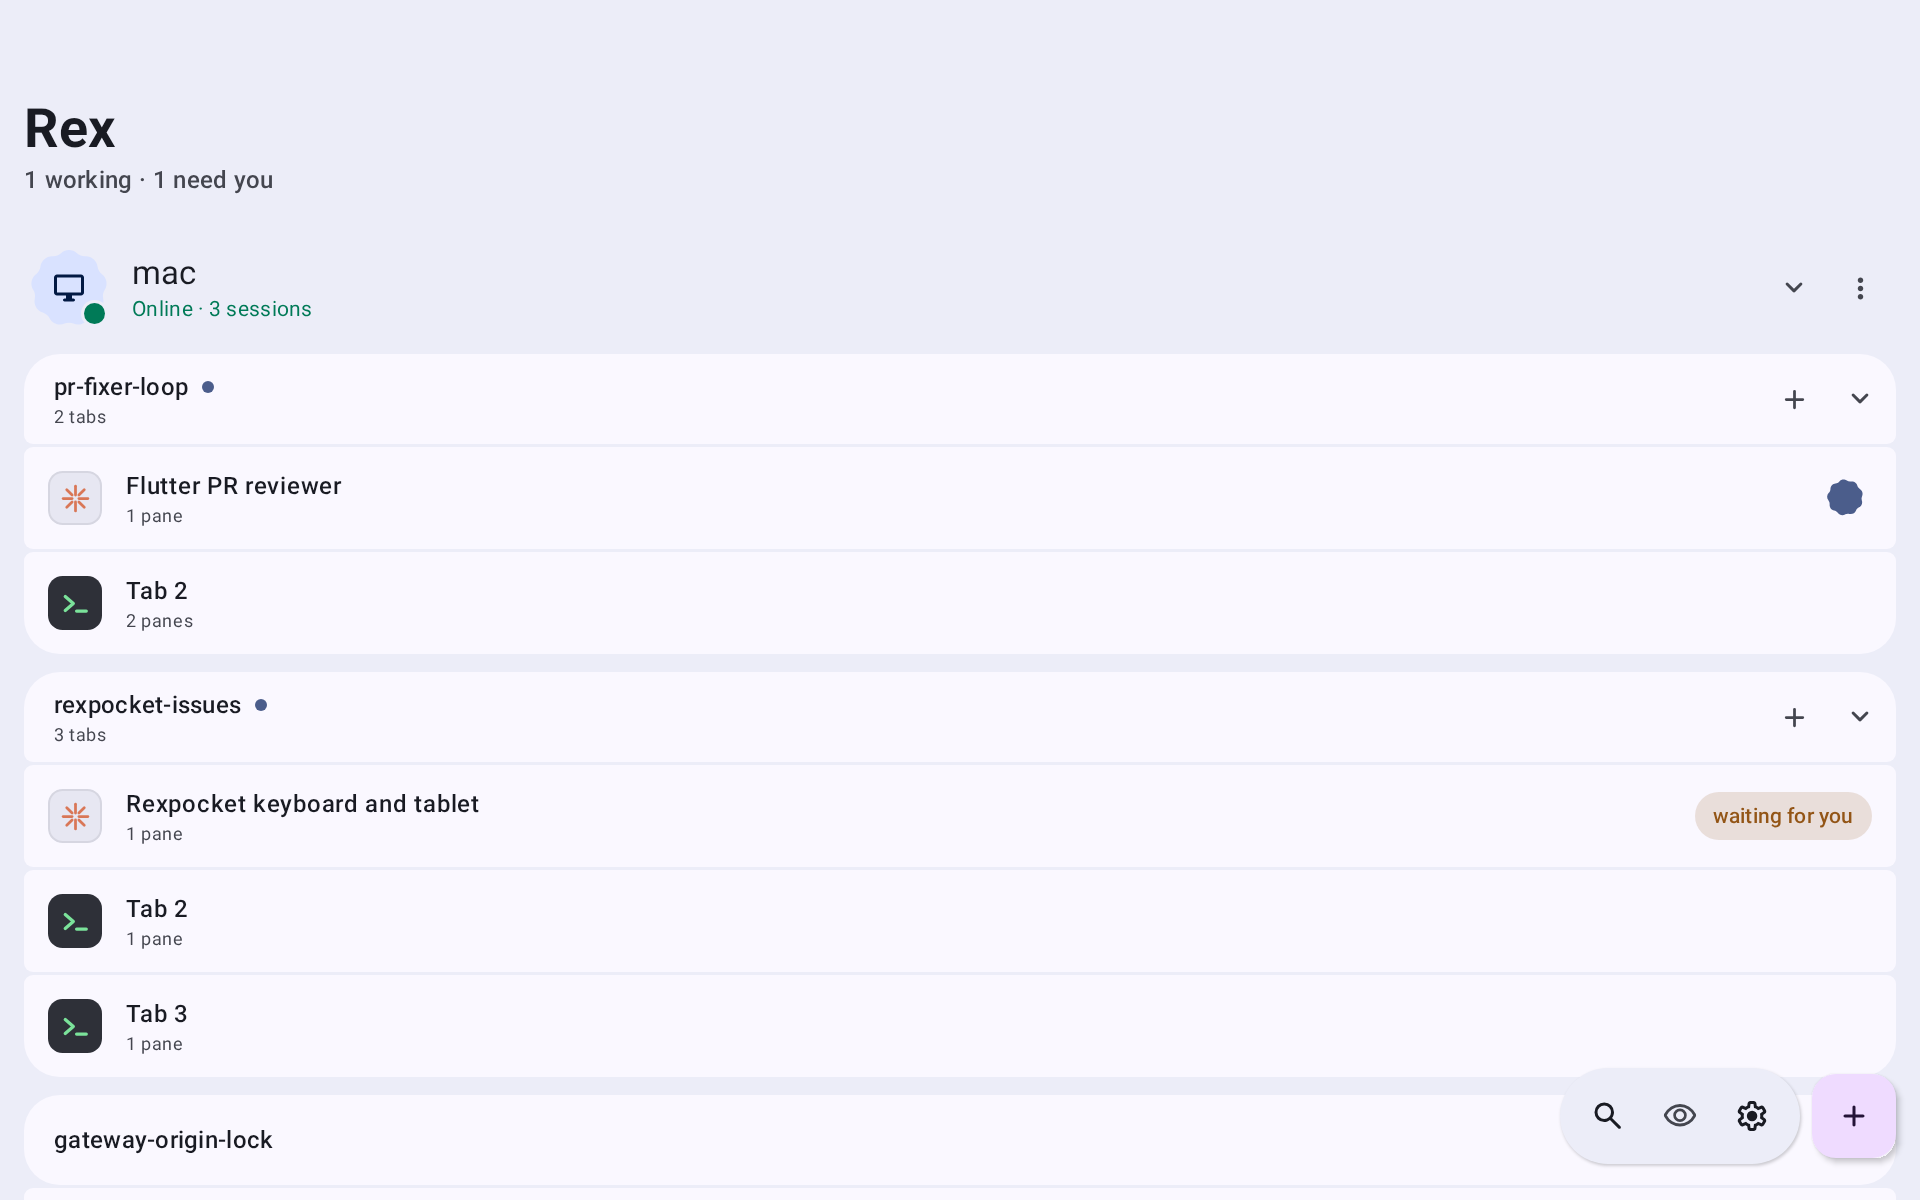 Rex
1 working · 1 need you
mac
Online · 3 sessions
pr-fixer-loop
2 tabs
Flutter PR reviewer
1 pane
Tab 2
2 panes
rexpocket-issues
3 tabs
Rexpocket keyboard and tablet
1 pane
waiting for you
Tab 2
1 pane
Tab 3
1 pane
gateway-origin-lock